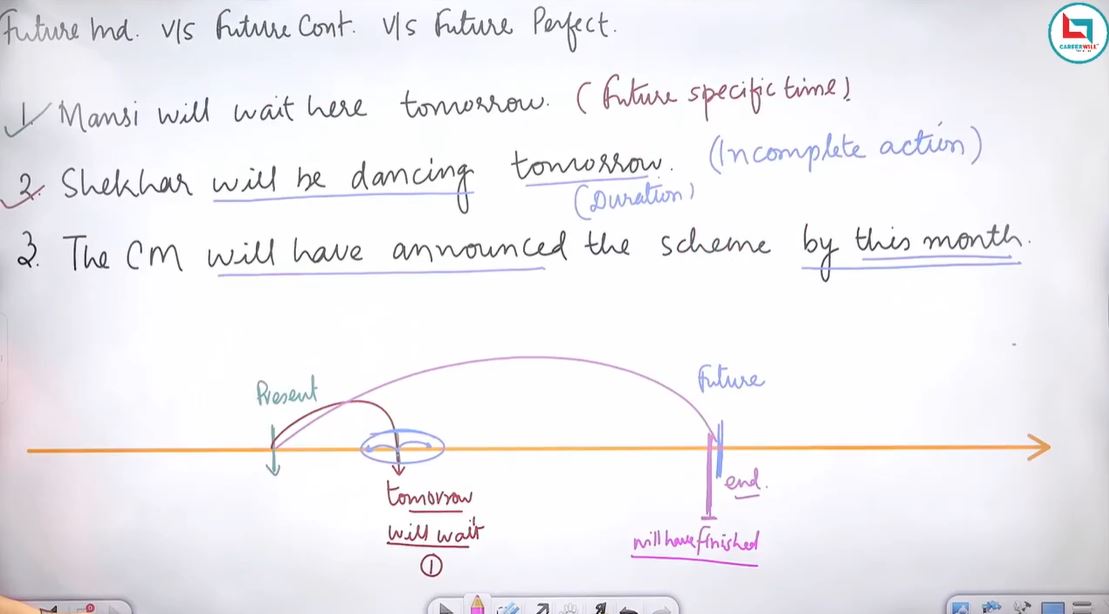 Future Ind. v/s Future Cont. v/s Future Perfect.
CAREERWILL
1. Mansi will wait here tomorrow. (future specific time)
2. Shekhar will be dancing tomorrow. (Incomplete action)
(Duration)
3. The CM will have announced the scheme by this month.
Present
Future
tomorrow
end.
will wait
will have finished
①